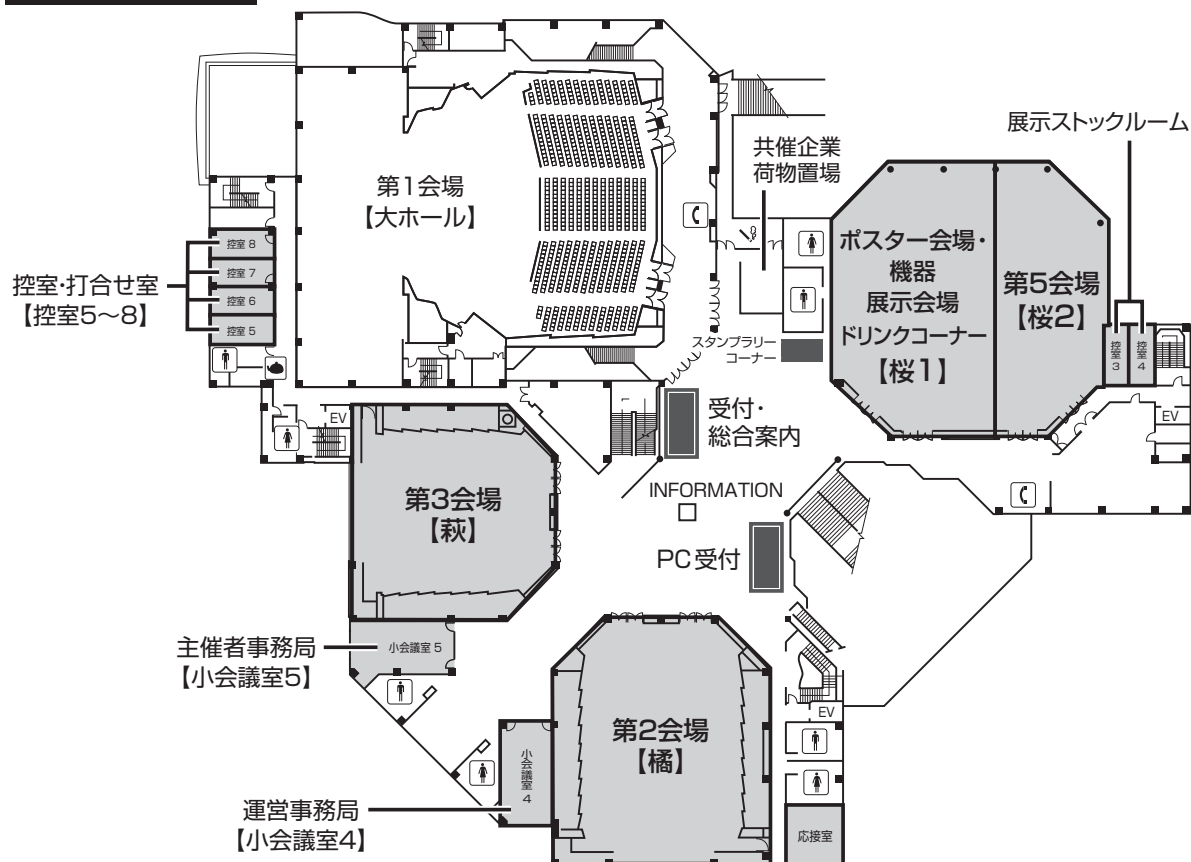 展示ストックルーム
共催企業
荷物置場
第1会場
【大ホール】
控室8
控室7
控室6
控室5
控室・打合せ室
【控室5～8】
ポスター会場・
機器
展示会場
ドリンクコーナー
【桜1】
第5会場
【桜2】
控室3
控室4
スタンプラリー
コーナー
EV
EV
受付・
総合案内
第3会場
【萩】
INFORMATION
PC受付
主催者事務局
【小会議室5】
小会議室5
第2会場
【橘】
小会議室4
EV
運営事務局
【小会議室4】
応接室